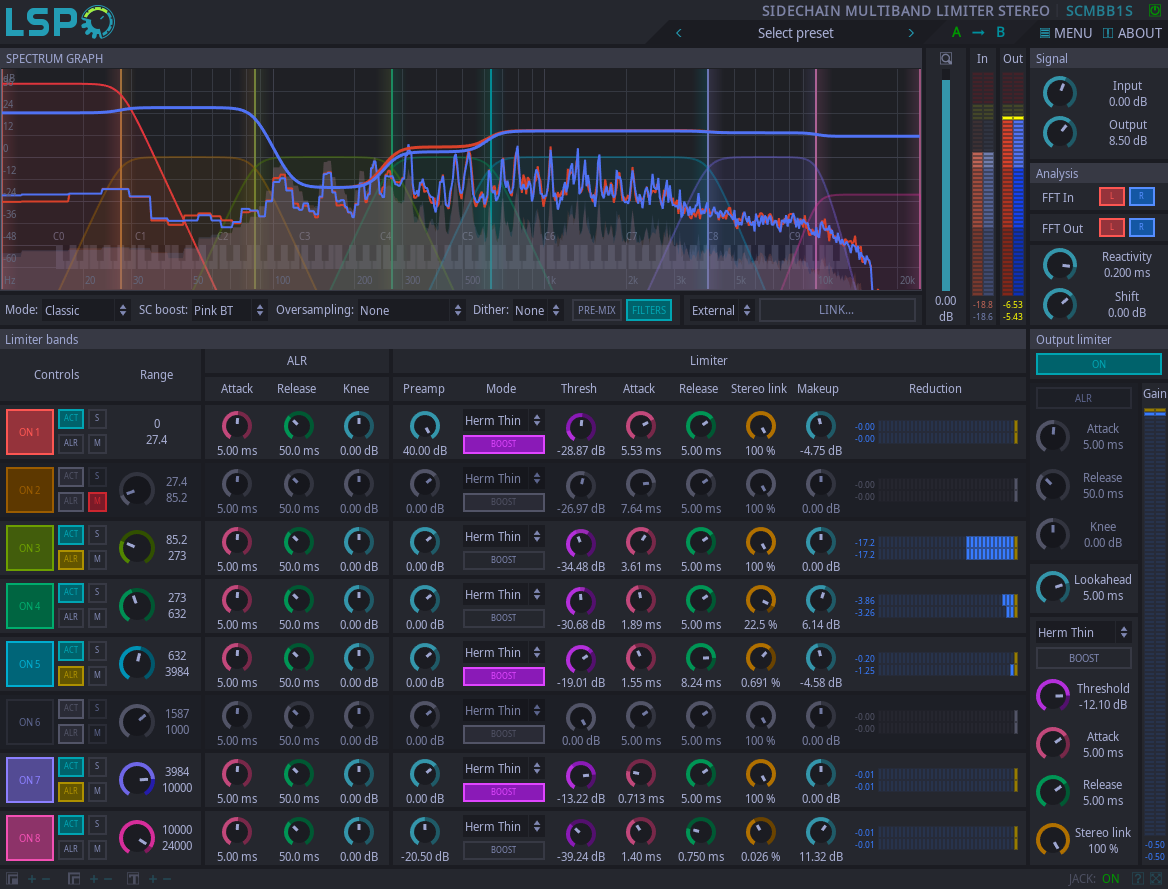 LSP
SIDECHAIN MULTIBAND LIMITER STEREO SCMBB1S
Select preset
A B MENU ABOUT
SPECTRUM GRAPH
In Out
Signal
Input
0.00 dB
Output
8.50 dB
Analysis
FFT In L R
FFT Out L R
Reactivity
0.200 ms
Shift
0.00 dB
dB
24
12
0
-12
-24
-36
-48
-60
C0 C1 C2 C3 C4 C5 C6 C7 C8 C9
Hz 10 20 30 50 100 300 500 1k 2k 3k 5k 10k 20k
0.00
dB
-18.8 -6.53
-18.6 -5.43
Mode: Classic SC boost: Pink BT Oversampling: None Dither: None PRE-MIX FILTERS External LINK...
Limiter bands
Output limiter
ON
Controls Range
ALR
Limiter
Attack Release Knee Preamp Mode Thresh Attack Release Stereo link Makeup Reduction
ON 1 ACT S ALR M
0
27.4
5.00 ms 50.0 ms 0.00 dB 40.00 dB Herm Thin BOOST -28.87 dB 5.53 ms 5.00 ms 100 % -4.75 dB
-0.00
-0.00
ON 2 ACT S ALR M
27.4
85.2
5.00 ms 50.0 ms 0.00 dB 0.00 dB Herm Thin BOOST -26.97 dB 7.64 ms 5.00 ms 100 % 0.00 dB
-0.00
-0.00
ON 3 ACT S ALR M
85.2
273
5.00 ms 50.0 ms 0.00 dB 0.00 dB Herm Thin BOOST -34.48 dB 3.61 ms 5.00 ms 100 % 0.00 dB
-17.2
-17.2
ON 4 ACT S ALR M
273
632
5.00 ms 50.0 ms 0.00 dB 0.00 dB Herm Thin BOOST -30.68 dB 1.89 ms 5.00 ms 22.5 % 6.14 dB
-3.86
-3.26
ON 5 ACT S ALR M
632
3984
5.00 ms 50.0 ms 0.00 dB 0.00 dB Herm Thin BOOST -19.01 dB 1.55 ms 8.24 ms 0.691 % -4.58 dB
-0.20
-1.25
ON 6 ACT S ALR M
1587
1000
5.00 ms 50.0 ms 0.00 dB 0.00 dB Herm Thin BOOST 0.00 dB 5.00 ms 5.00 ms 100 % 0.00 dB
-0.00
-0.00
ON 7 ACT S ALR M
3984
10000
5.00 ms 50.0 ms 0.00 dB 0.00 dB Herm Thin BOOST -13.22 dB 0.713 ms 5.00 ms 100 % 0.00 dB
-0.01
-0.01
ON 8 ACT S ALR M
10000
24000
5.00 ms 50.0 ms 0.00 dB -20.50 dB Herm Thin BOOST -39.24 dB 1.40 ms 0.750 ms 0.026 % 11.32 dB
-0.01
-0.01
ALR
Gain
Attack
5.00 ms
Release
50.0 ms
Knee
0.00 dB
Lookahead
5.00 ms
Herm Thin
BOOST
Threshold
-12.10 dB
Attack
5.00 ms
Release
5.00 ms
Stereo link
100 %
-0.50
-0.50
JACK: ON